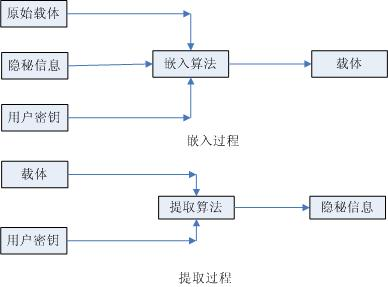 原始载体
隐秘信息
嵌入算法
载体
用户密钥
嵌入过程
载体
提取算法
隐秘信息
用户密钥
提取过程